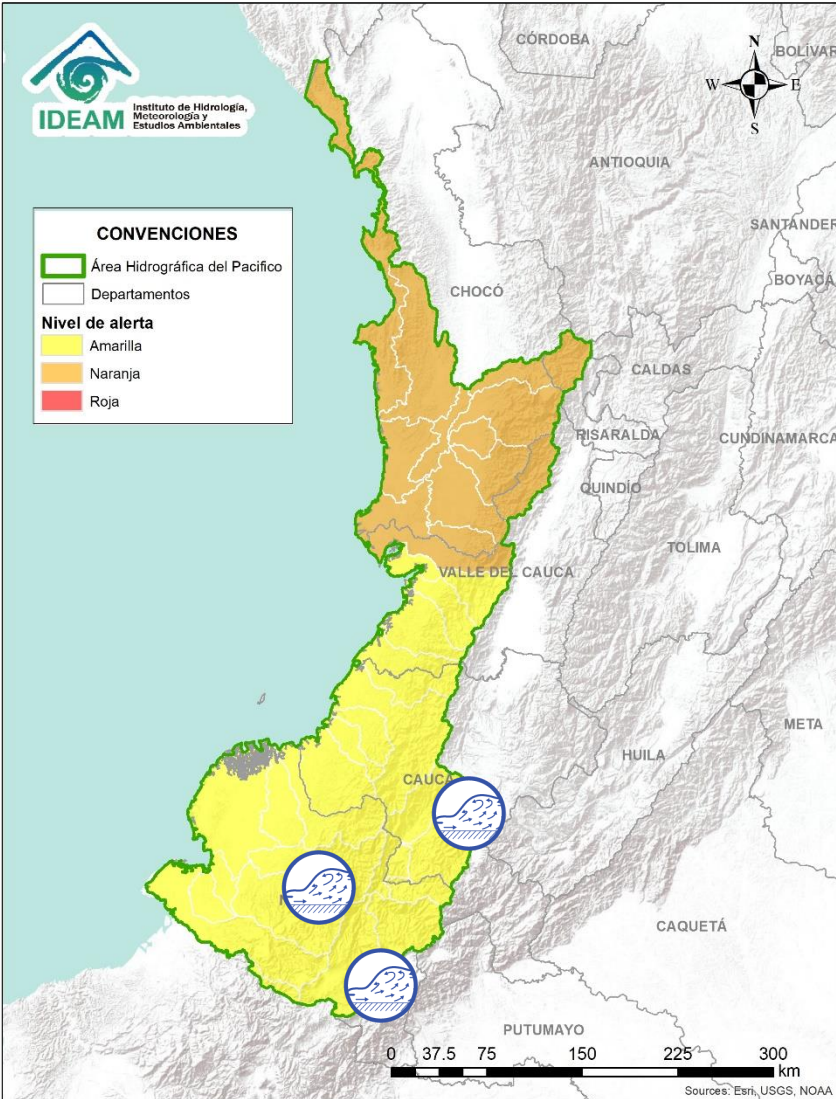 IDEAM
Instituto de Hidrología,
Meteorología y
Estudios Ambientales
CÓRDOBA
BOLÍVAR
N
W
E
S
ANTIOQUIA
SANTANDER
BOYACÁ
CONVENCIONES
Área Hidrográfica del Pacifico
Departamentos
Nivel de alerta
Amarilla
Naranja
Roja
CHOCÓ
CALDAS
RISARALDA
CUNDINAMARCA
QUINDÍO
TOLIMA
VALLE DEL CAUCA
META
HUILA
CAUCA
CAQUETÁ
PUTUMAYO
0 37.5 75 150 225 300
km
Sources: Esri, USGS, NOAA